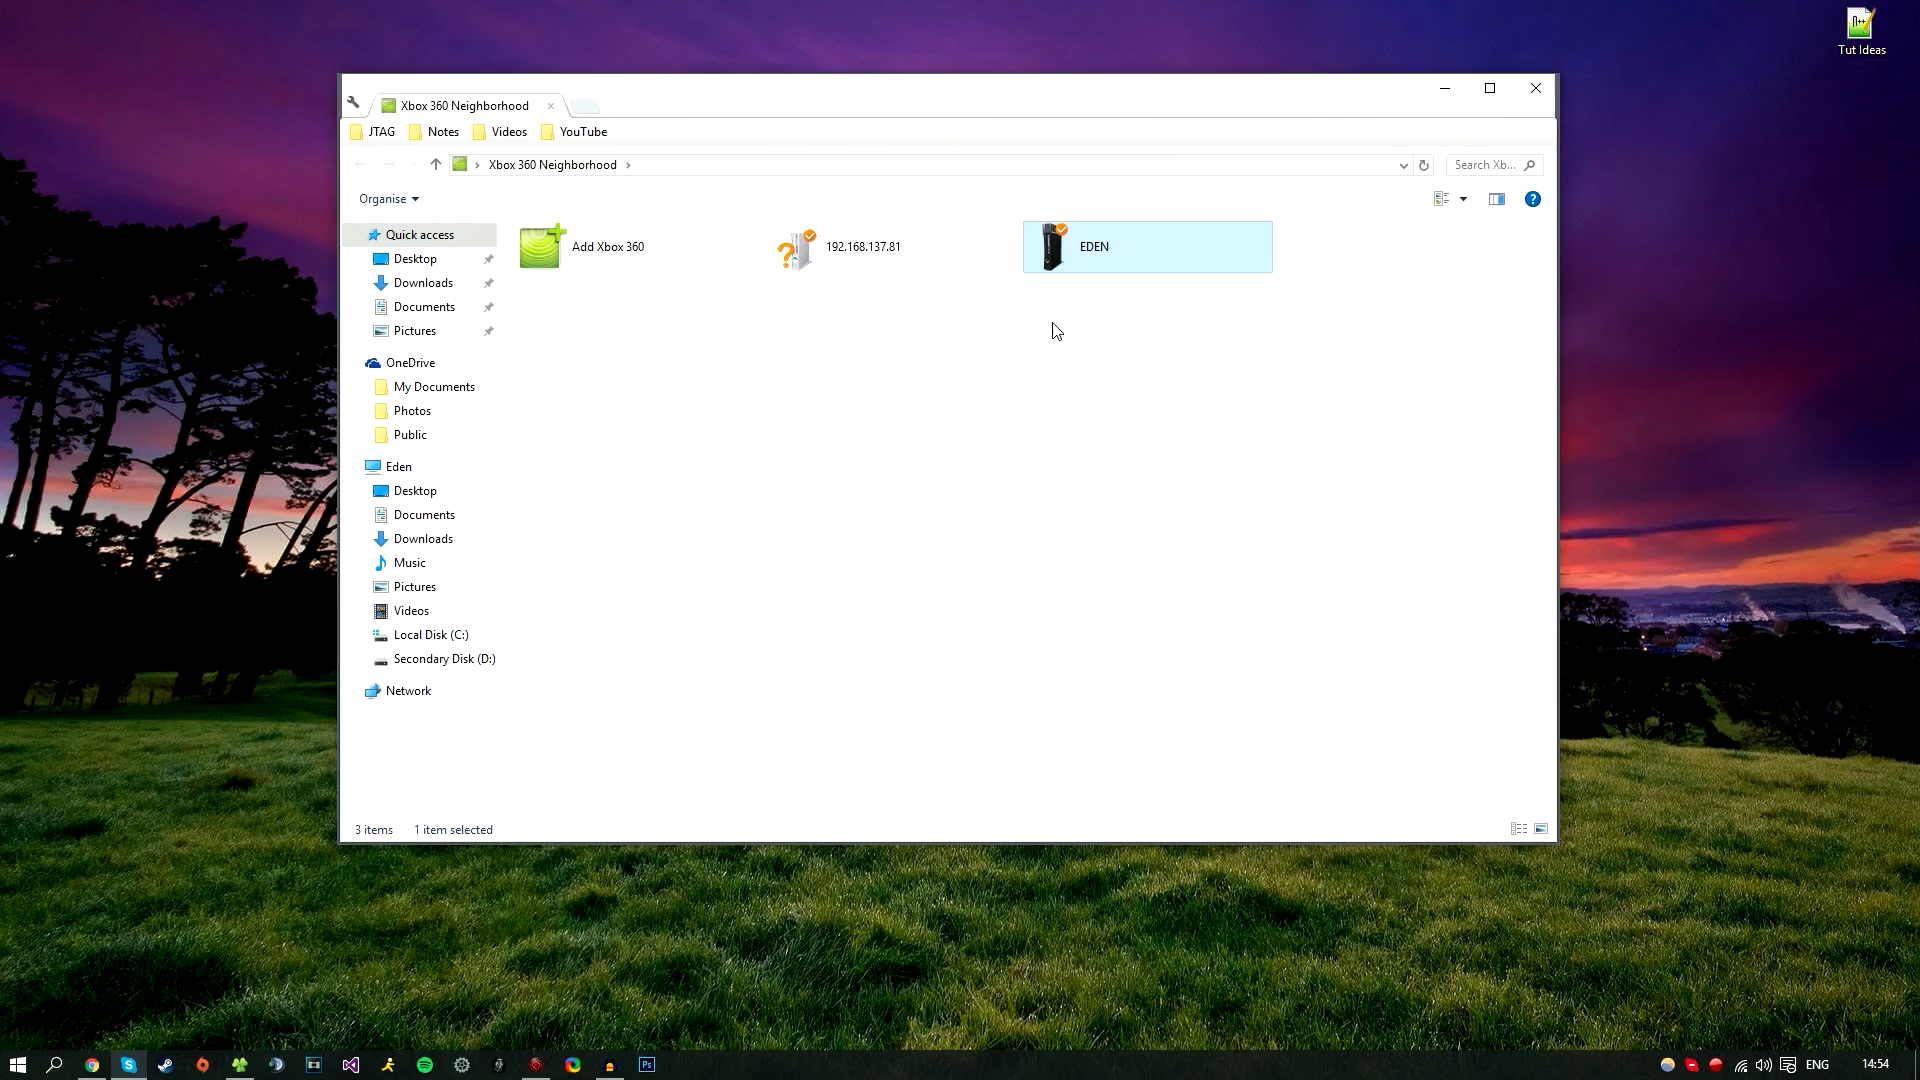 Tut Ideas
Xbox 360 Neighborhood
JTAG
Notes
Videos
YouTube
Xbox 360 Neighborhood
Search Xb...
Organise
Quick access
Desktop
Downloads
Documents
Pictures
OneDrive
My Documents
Photos
Public
Eden
Desktop
Documents
Downloads
Music
Pictures
Videos
Local Disk (C:)
Secondary Disk (D:)
Network
Add Xbox 360
192.168.137.81
EDEN
3 items
1 item selected
Ps
ENG
14:54